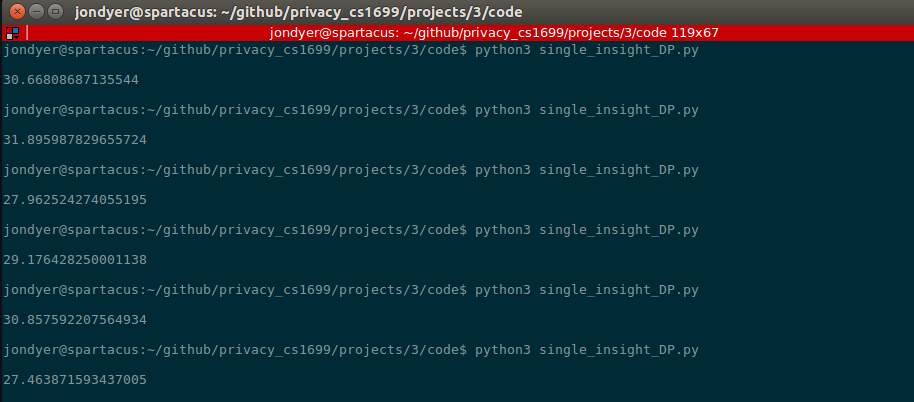 jondyer@spartacus: ~/github/privacy_cs1699/projects/3/code
jondyer@spartacus: ~/github/privacy_cs1699/projects/3/code 119x67
jondyer@spartacus:~/github/privacy_cs1699/projects/3/code$ python3 single_insight_DP.py
30.66808687135544
jondyer@spartacus:~/github/privacy_cs1699/projects/3/code$ python3 single_insight_DP.py
31.895987829655724
jondyer@spartacus:~/github/privacy_cs1699/projects/3/code$ python3 single_insight_DP.py
27.962524274055195
jondyer@spartacus:~/github/privacy_cs1699/projects/3/code$ python3 single_insight_DP.py
29.176428250001138
jondyer@spartacus:~/github/privacy_cs1699/projects/3/code$ python3 single_insight_DP.py
30.857592207564934
jondyer@spartacus:~/github/privacy_cs1699/projects/3/code$ python3 single_insight_DP.py
27.463871593437005